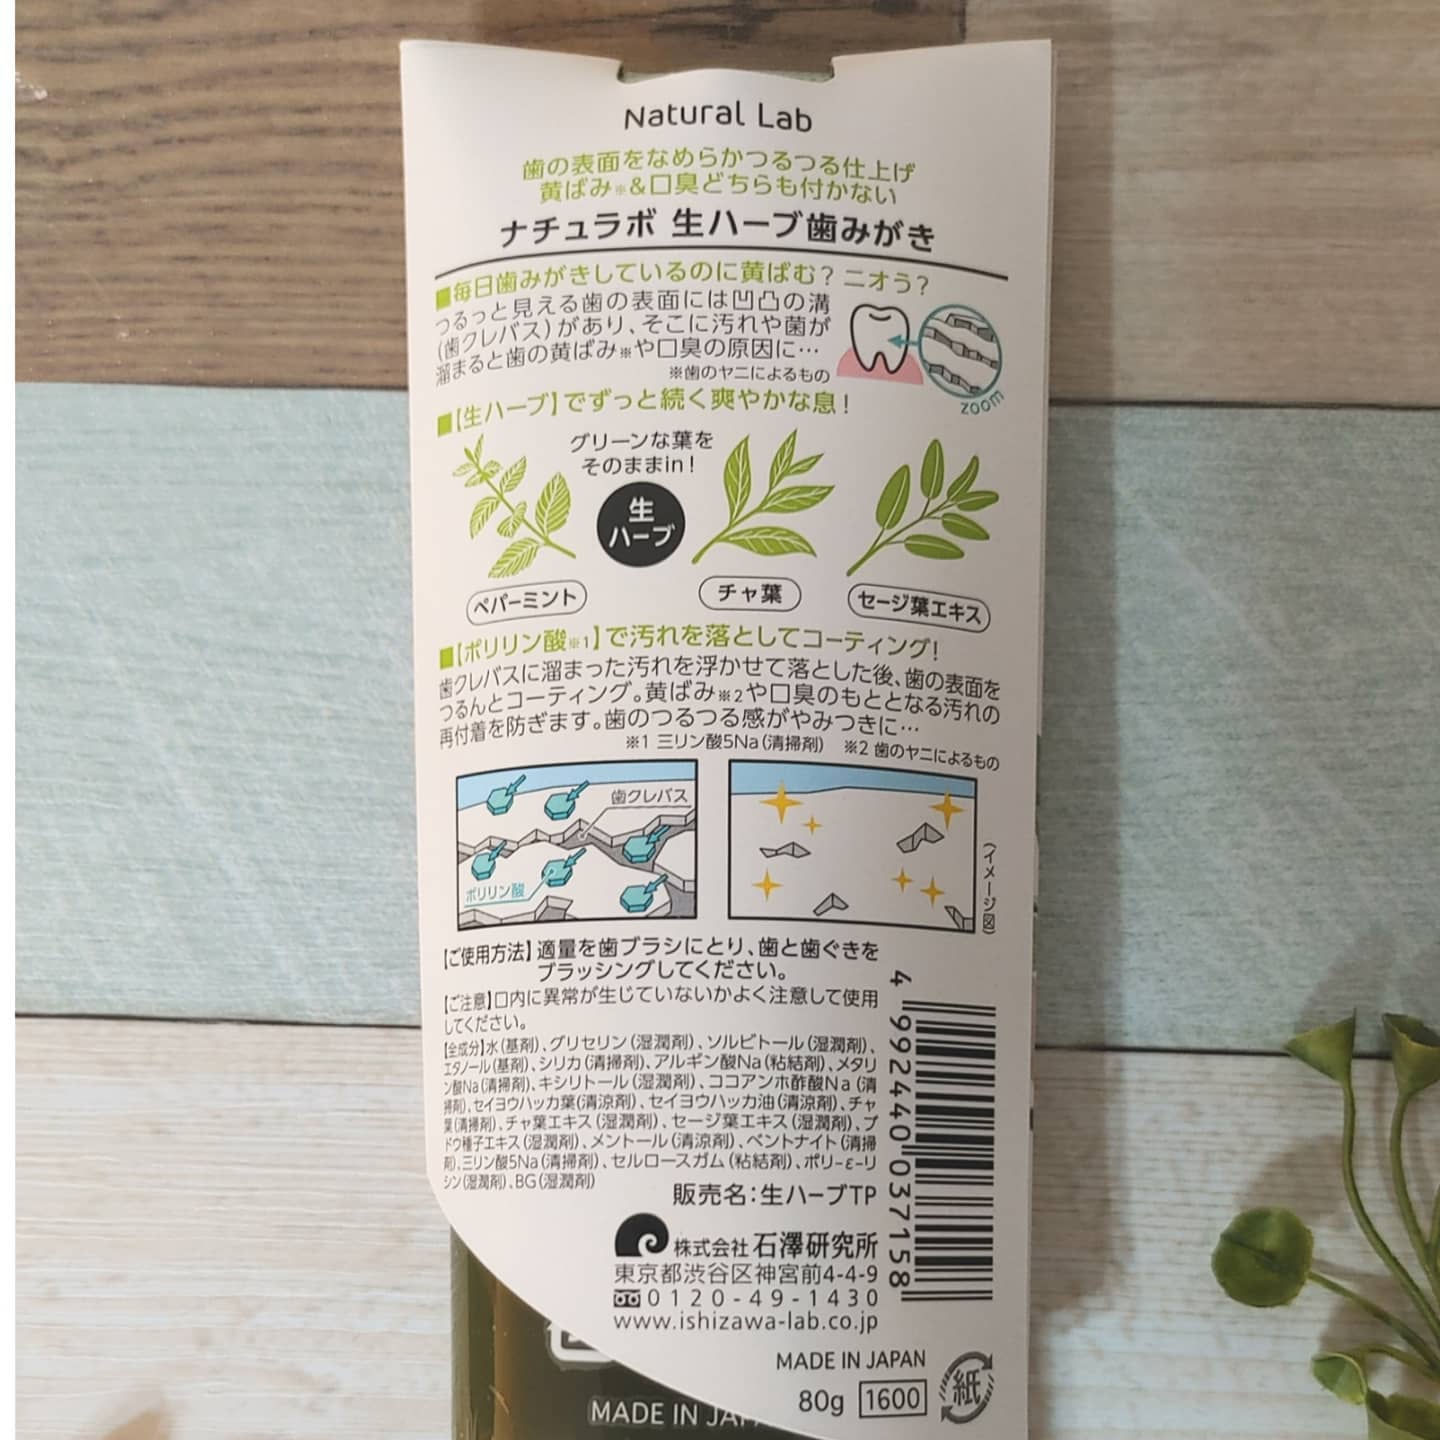 Natural Lab
歯の表面をなめらかつるつる仕上げ
黄ばみ※&口臭どちらも付かない
ナチュラボ 生ハーブ歯みがき
■毎日歯みがきしているのに黄ばむ?ニオう?
つるっと見える歯の表面には凹凸の溝
(歯クレバス)があり、そこに汚れや菌が
溜まると歯の黄ばみ※や口臭の原因に…
※歯のヤニによるもの
zoom
■【生ハーブ】でずっと続く爽やかな息!
グリーンな葉を
そのままin!
生
ハーブ
ペパーミント
チャ葉
セージ葉エキス
■【ポリリン酸※1】で汚れを落としてコーティング!
歯クレバスに溜まった汚れを浮かせて落とした後、歯の表面を
つるんとコーティング。黄ばみ※2や口臭のもととなる汚れの
再付着を防ぎます。歯のつるつる感がやみつきに…
※1 三リン酸5Na(清掃剤) ※2 歯のヤニによるもの
歯クレバス
ポリリン酸
(イメージ図)
【ご使用方法】適量を歯ブラシにとり、歯と歯ぐきを
ブラッシングしてください。
【ご注意】口内に異常が生じていないかよく注意して使用
してください。
【全成分】水(基剤)、グリセリン(湿潤剤)、ソルビトール(湿潤剤)、
エタノール(基剤)、シリカ(清掃剤)、アルギン酸Na(粘結剤)、メタリ
ン酸Na(清掃剤)、キシリトール(湿潤剤)、ココアンホ酢酸Na(清
掃剤)、セイヨウハッカ葉(清涼剤)、セイヨウハッカ油(清涼剤)、チャ
葉(清掃剤)、チャ葉エキス(湿潤剤)、セージ葉エキス(湿潤剤)、ブ
ドウ種子エキス(湿潤剤)、メントール(清涼剤)、ベントナイト(清掃
剤)、三リン酸5Na(清掃剤)、セルロースガム(粘結剤)、ポリ-ε-リ
シン(湿潤剤)、BG(湿潤剤)
4992440037158
販売名:生ハーブTP
株式会社 石澤研究所
東京都渋谷区神宮前4-4-9
0120-49-1430
www.ishizawa-lab.co.jp
MADE IN JAPAN
80g 1600
紙
MADE IN JAPA